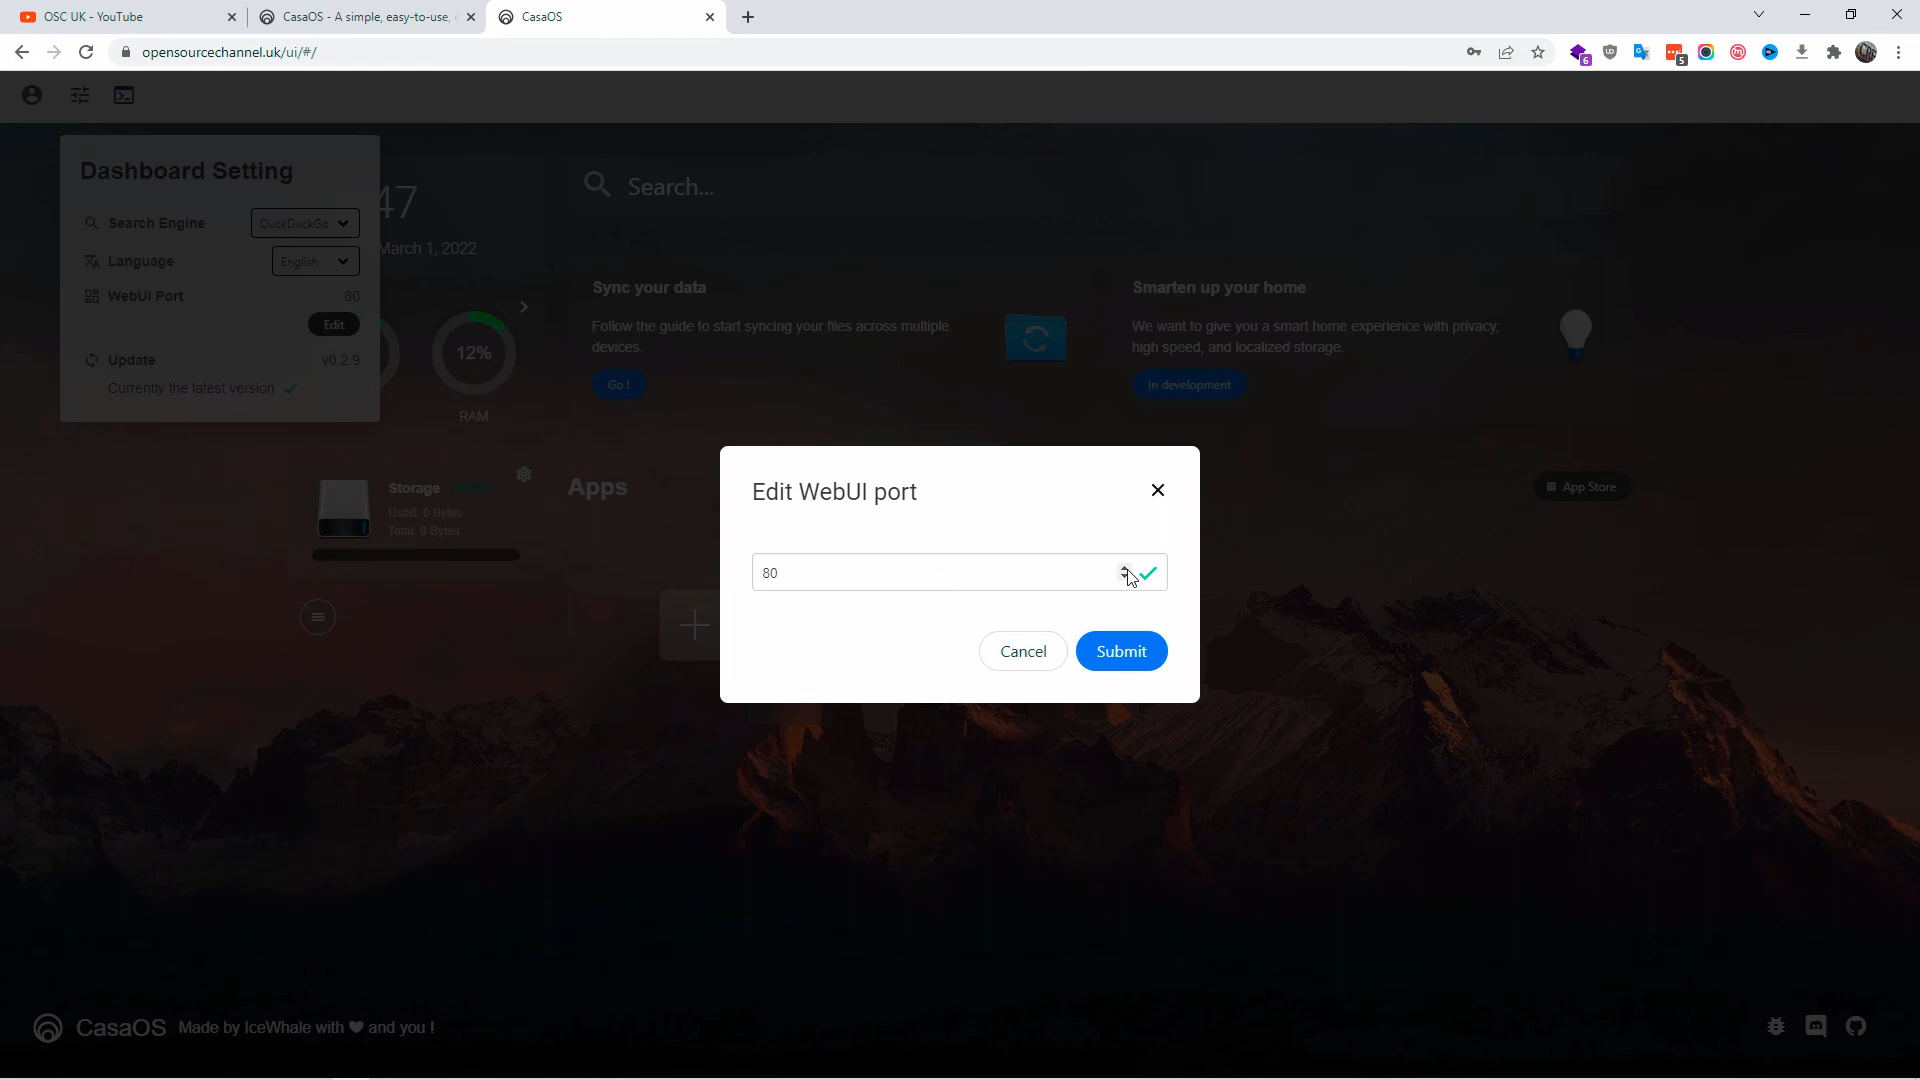 OSC UK - YouTube
CasaOS - A simple, easy-to-use,
CasaOS
opensourcechannel.uk/ui/#/
6
5
Dashboard Setting
Search Engine
DuckDuckGo
Language
English
WebUI Port
80
Edit
Update
v0.2.9
Currently the latest version
47
March 1, 2022
12%
RAM
Search...
Sync your data
Follow the guide to start syncing your files across multiple
devices.
Go !
Smarten up your home
We want to give you a smart home experience with privacy,
high speed, and localized storage.
In development
Storage
Used: 0 Bytes
Total: 0 Bytes
Apps
App Store
Edit WebUI port
80
Cancel
Submit
CasaOS
Made by IceWhale with ♥ and you !